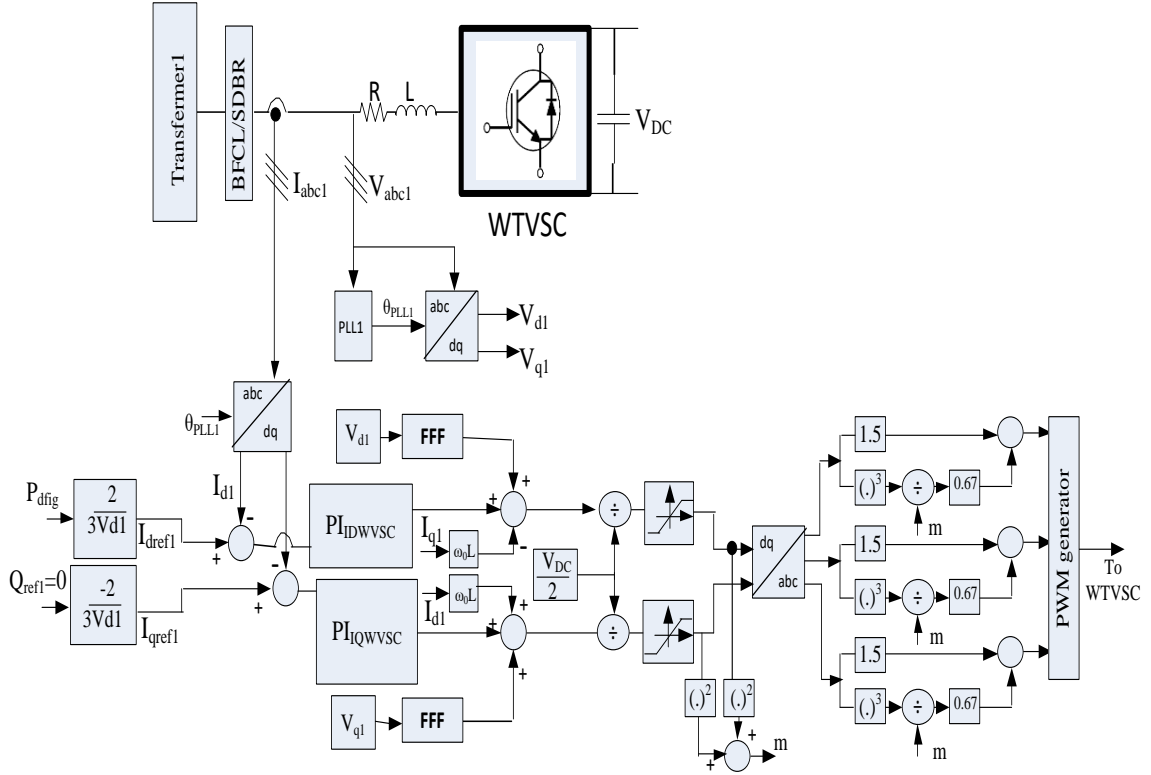 Transfermer1
BFCL/SDBR
R
L
V_DC
I_abc1
V_abc1
WTVSC
PLL1
θ_PLL1
abc
dq
V_d1
V_q1
abc
dq
θ_PLL1
V_d1
FFF
I_d1
P_dfig
2
3Vd1
I_dref1
-
+
PI_IDWVSC
I_q1
ω₀L
+
+
-
÷
V_DC
2
Q_ref1=0
-2
3Vd1
I_qref1
-
+
PI_IQWVSC
I_d1
ω₀L
+
+
+
÷
V_q1
FFF
(.)²
(.)²
+
+
m
dq
abc
1.5
(.)³
÷
0.67
m
1.5
(.)³
÷
0.67
m
1.5
(.)³
÷
0.67
m
PWM generator
To
WTVSC